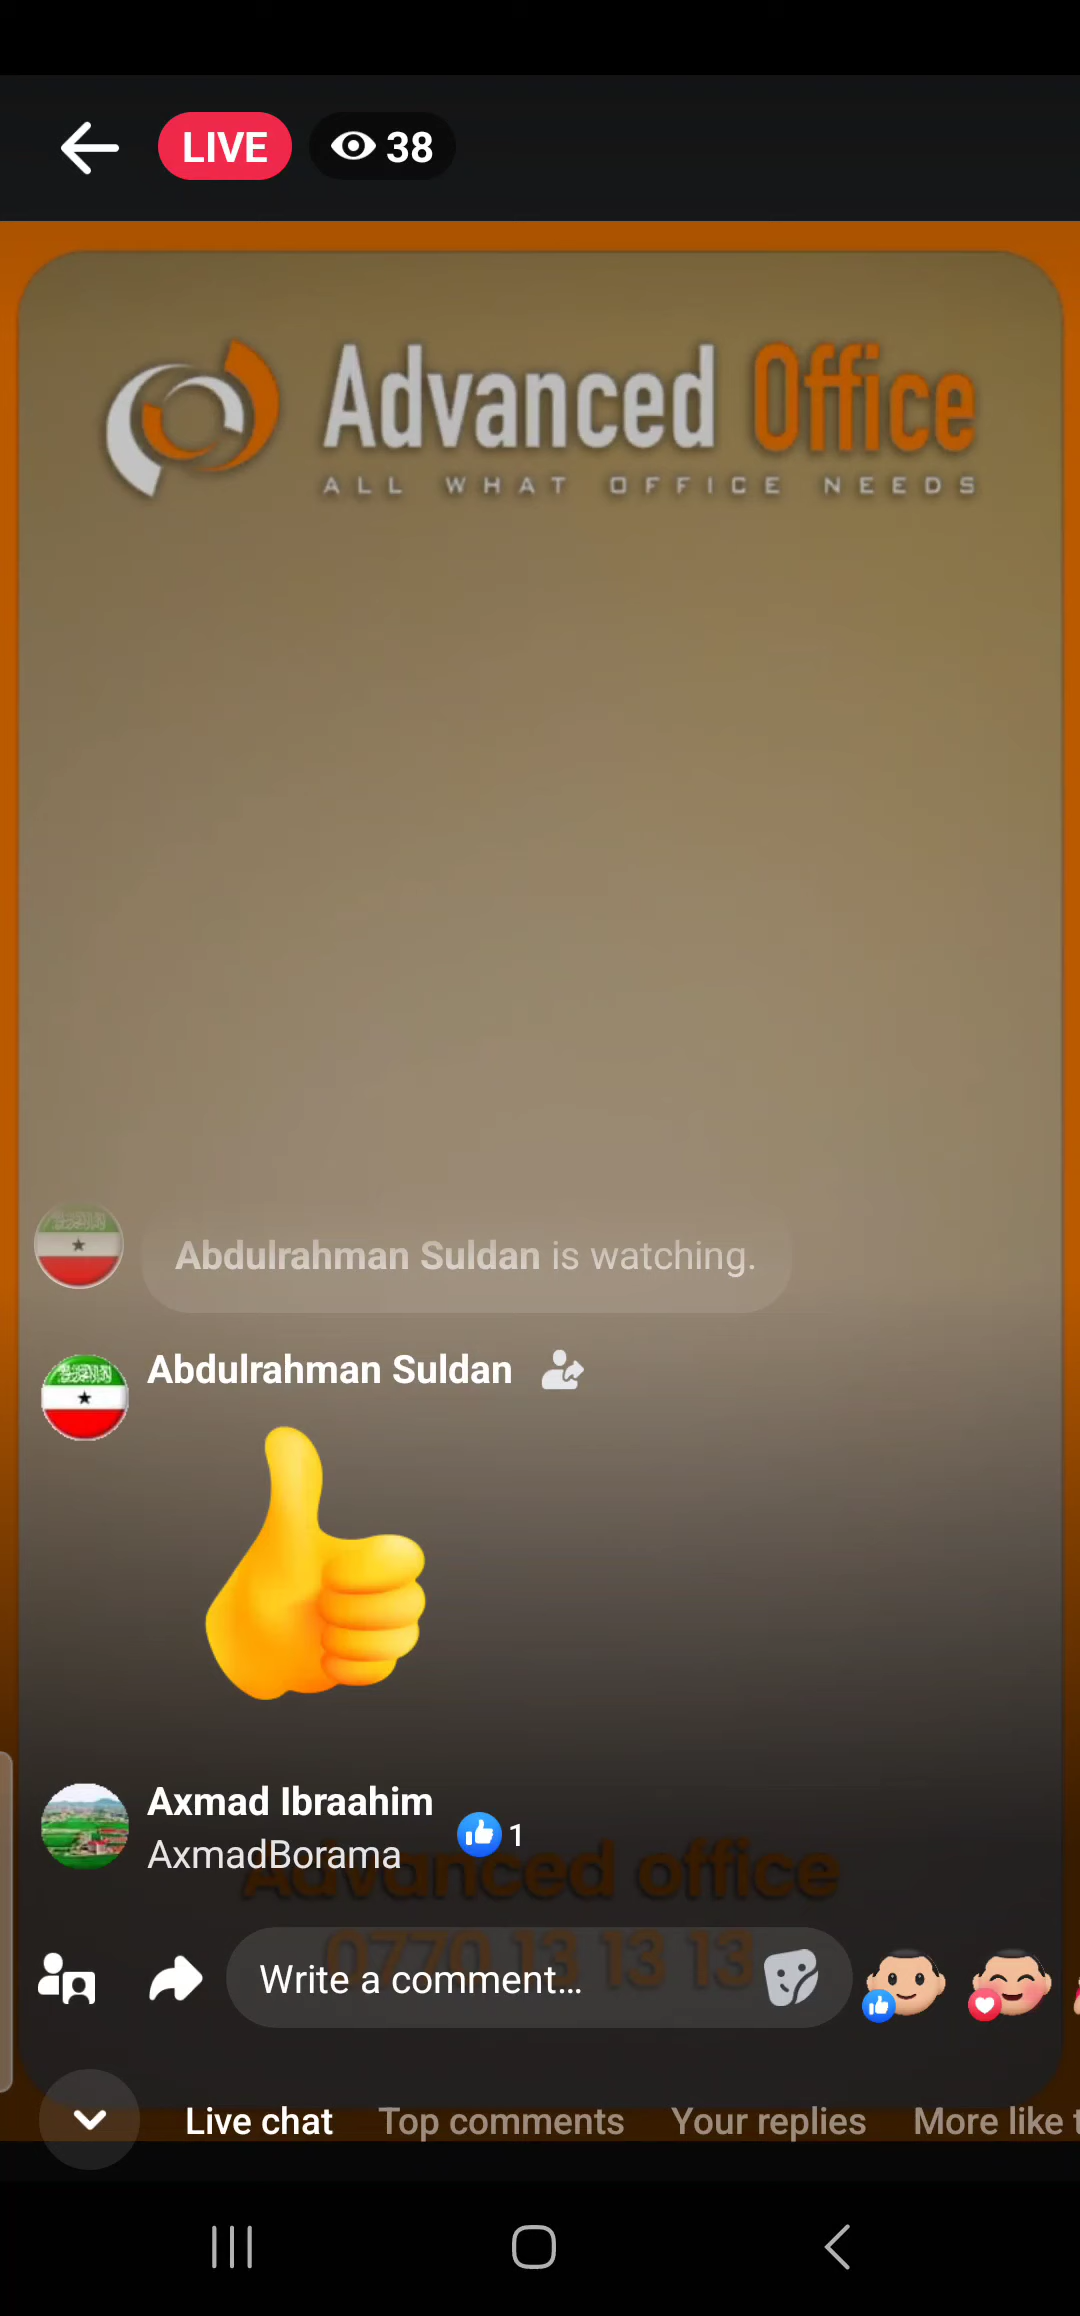 LIVE 38
Advanced Office
ALL WHAT OFFICE NEEDS
Abdulrahman Suldan is watching.
Abdulrahman Suldan
Axmad Ibraahim
AxmadBorama
1
Advanced office
0770 13 13 13
Write a comment...
Live chat Top comments Your replies More like